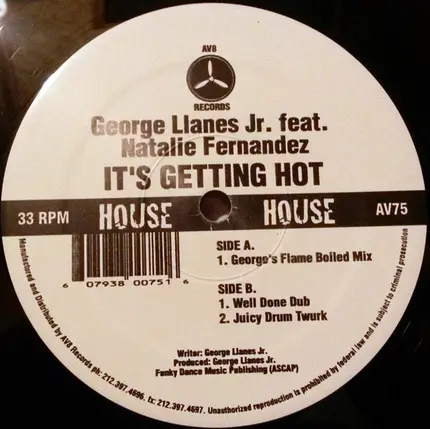 AV8
RECORDS
George Llanes Jr. feat.
Natalie Fernandez
IT'S GETTING HOT
33 RPM HOUSE HOUSE AV75
6 07938 00751 6
SIDE A.
1. George's Flame Boiled Mix
SIDE B.
1. Well Done Dub
2. Juicy Drum Twurk
Writer: George Llanes Jr.
Produced: George Llanes Jr.
Funky Dance Music Publishing (ASCAP)
Manufactured and Distributed by AV8 Records ph: 212.397.4696. fx: 212.397.4697. Unauthorized reproduction is prohibited by federal law and is subject to criminal prosecution